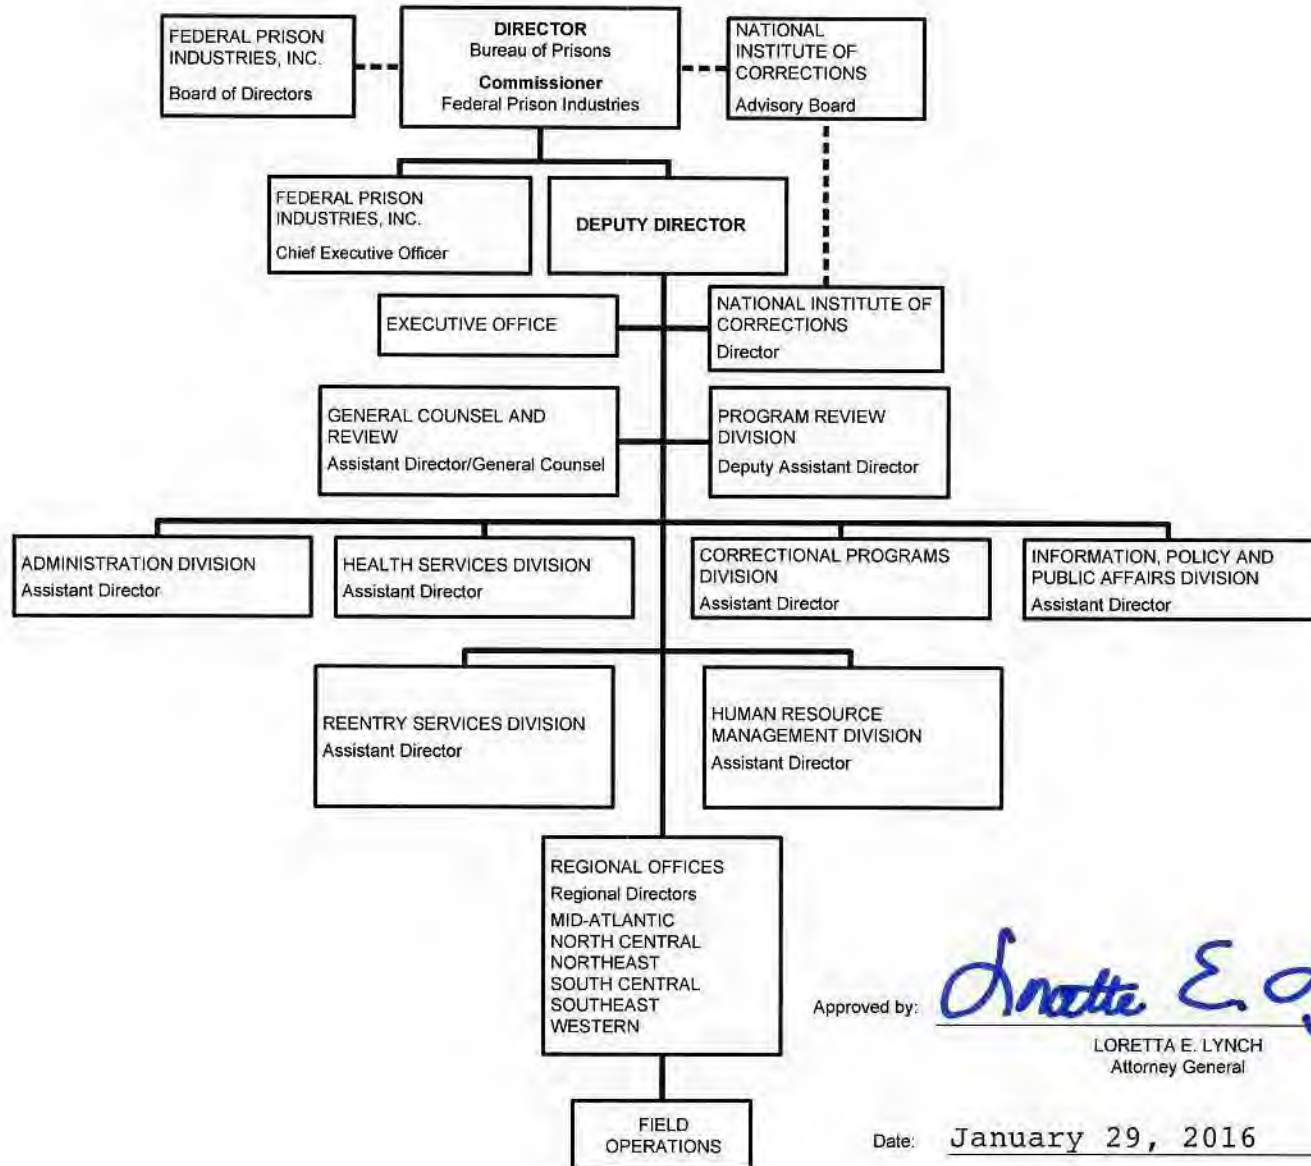 FEDERAL PRISON
INDUSTRIES, INC.
Board of Directors
DIRECTOR
Bureau of Prisons
Commissioner
Federal Prison Industries
NATIONAL
INSTITUTE OF
CORRECTIONS
Advisory Board
FEDERAL PRISON
INDUSTRIES, INC.
Chief Executive Officer
DEPUTY DIRECTOR
EXECUTIVE OFFICE
NATIONAL INSTITUTE OF
CORRECTIONS
Director
GENERAL COUNSEL AND
REVIEW
Assistant Director/General Counsel
PROGRAM REVIEW
DIVISION
Deputy Assistant Director
ADMINISTRATION DIVISION
Assistant Director
HEALTH SERVICES DIVISION
Assistant Director
CORRECTIONAL PROGRAMS
DIVISION
Assistant Director
INFORMATION, POLICY AND
PUBLIC AFFAIRS DIVISION
Assistant Director
REENTRY SERVICES DIVISION
Assistant Director
HUMAN RESOURCE
MANAGEMENT DIVISION
Assistant Director
REGIONAL OFFICES
Regional Directors
MID-ATLANTIC
NORTH CENTRAL
NORTHEAST
SOUTH CENTRAL
SOUTHEAST
WESTERN
FIELD
OPERATIONS
Approved by: Loretta E.
LORETTA E. LYNCH
Attorney General
Date: January 29, 2016